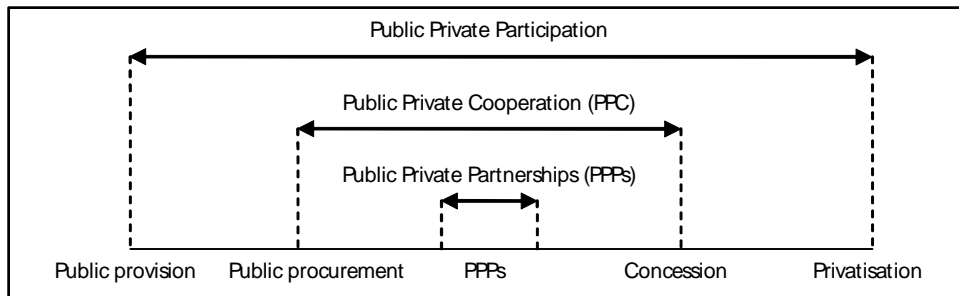 Public Private Participation
Public Private Cooperation (PPC)
Public Private Partnerships (PPPs)
Public provision Public procurement PPPs Concession Privatisation